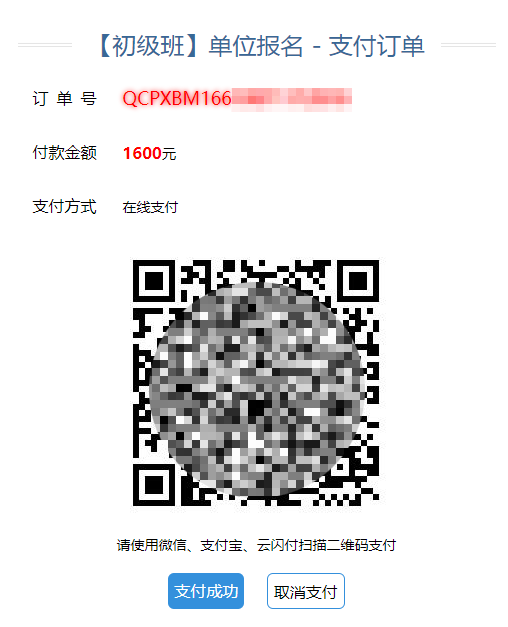 【初级班】单位报名 - 支付订单
订 单 号 QCPXBM166
付款金额 1600元
支付方式 在线支付
请使用微信、支付宝、云闪付扫描二维码支付
支付成功 取消支付